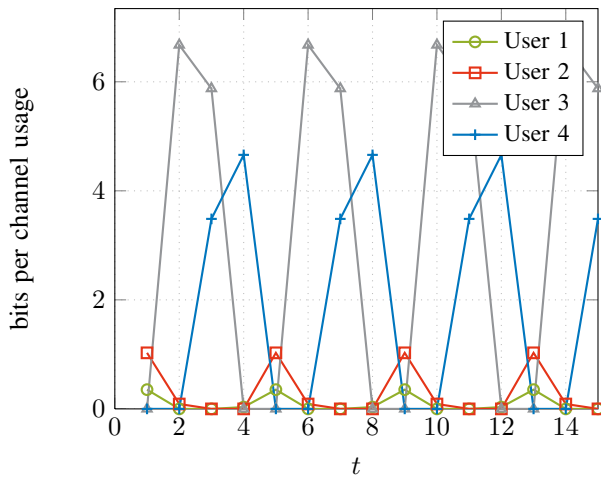 6
4
2
0
0 2 4 6 8 10 12 14
bits per channel usage
t
User 1
User 2
User 3
User 4